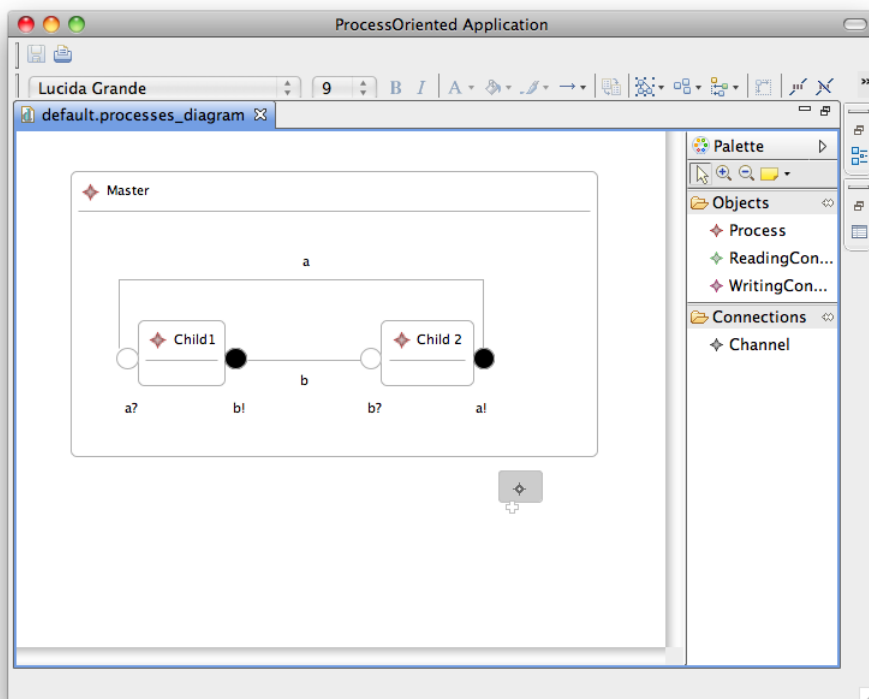 ProcessOriented Application
Lucida Grande 9 B I A
default.processes_diagram
Palette
Master
Objects
Process
a
ReadingCon...
WritingCon...
Connections
Child1
Child 2
Channel
b
a? b! b? a!